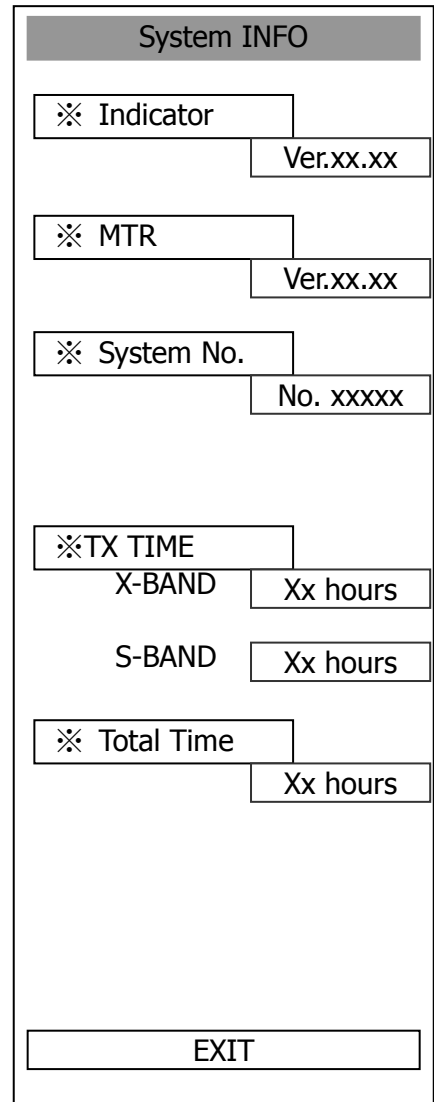 System INFO
※ Indicator
Ver.xx.xx
※ MTR
Ver.xx.xx
※ System No.
No. xxxxx
※TX TIME
X-BAND Xx hours
S-BAND Xx hours
※ Total Time
Xx hours
EXIT